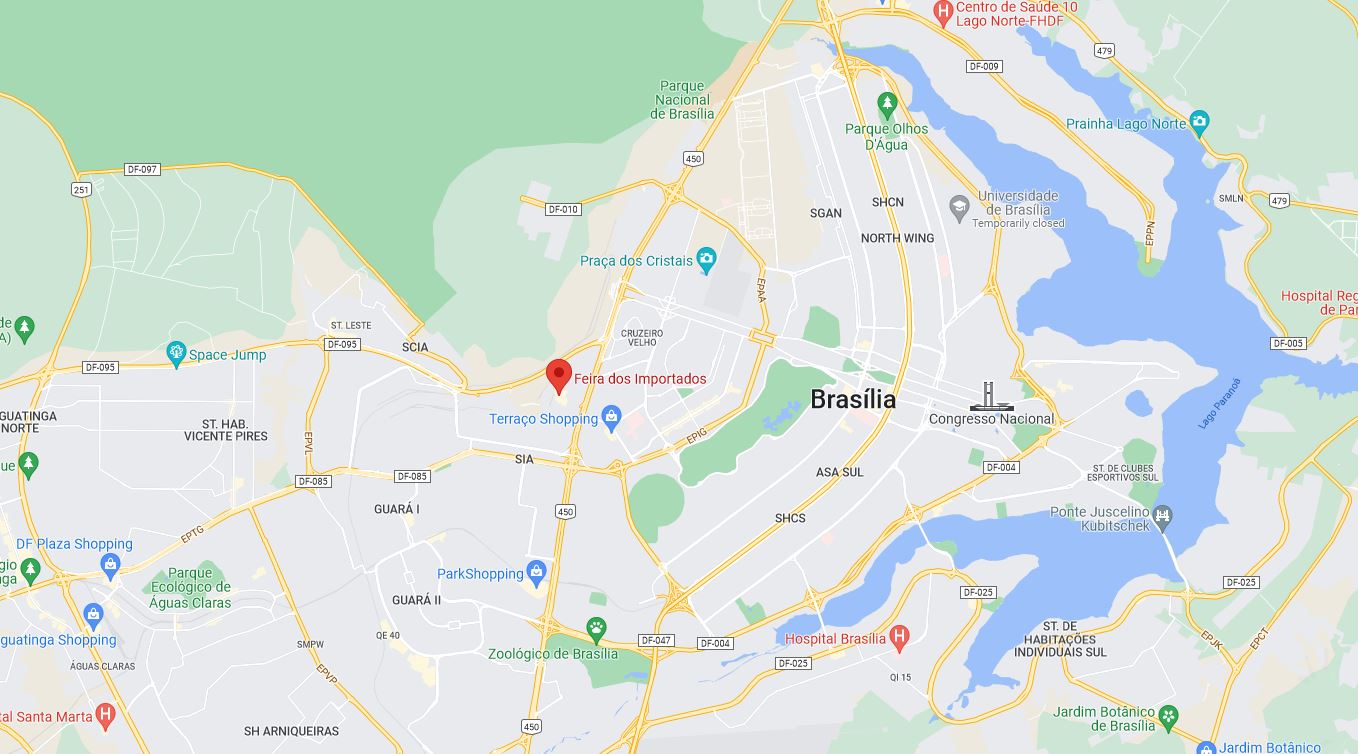 Centro de Saúde 10
Lago Norte-FHDF
479
DF-009
Parque
Nacional
de Brasília
Parque Olhos
D'Água
Prainha Lago Norte
450
DF-097
251
DF-010
SGAN
SHCN
NORTH WING
Universidade
de Brasília
Temporarily closed
SMLN
479
EPPN
Praça dos Cristais
EPAA
Hospital Reg
de Par
ST. LESTE
CRUZEIRO
VELHO
DF-095
SCIA
DF-005
de
A)
Space Jump
DF-095
Feira dos Importados
Brasília
Congresso Nacional
Lago Paranoá
GUATINGA
NORTE
ST. HAB.
VICENTE PIRES
Terraço Shopping
EPIG
EPVL
SIA
que
DF-085
DF-085
ASA SUL
DF-004
ST. DE CLUBES
ESPORTIVOS SUL
GUARÁ I
450
SHCS
Ponte Juscelino
Kubitschek
EPTG
DF Plaza Shopping
gio
nga
Parque
Ecológico de
Águas Claras
ParkShopping
GUARÁ II
DF-025
DF-025
guatinga Shopping
QE 40
SMPW
DF-047
DF-004
Hospital Brasília
ST. DE
HABITAÇÕES
INDIVIDUAIS SUL
EPJK
EPCT
Zoológico de Brasília
DF-025
ÁGUAS CLARAS
EPVP
QI 15
tal Santa Marta
450
SH ARNIQUEIRAS
Jardim Botânico
de Brasília
Jardim Botânico